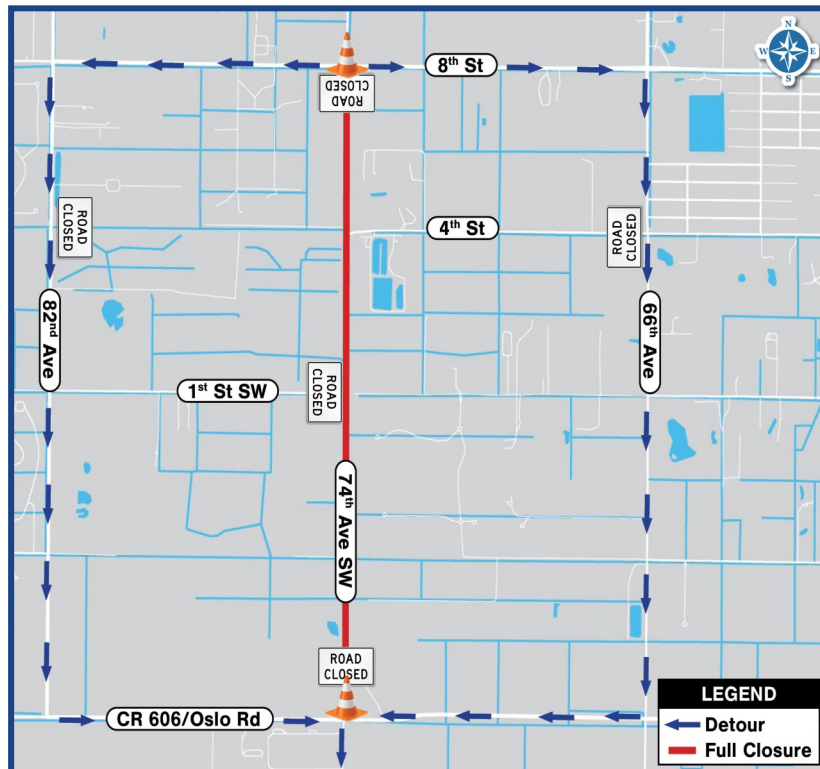 N
W E
S
8th St
ROAD
CLOSED
ROAD
CLOSED
4th St
ROAD
CLOSED
82nd Ave
66th Ave
1st St SW
ROAD
CLOSED
74th Ave SW
ROAD
CLOSED
CR 606/Oslo Rd
LEGEND
Detour
Full Closure